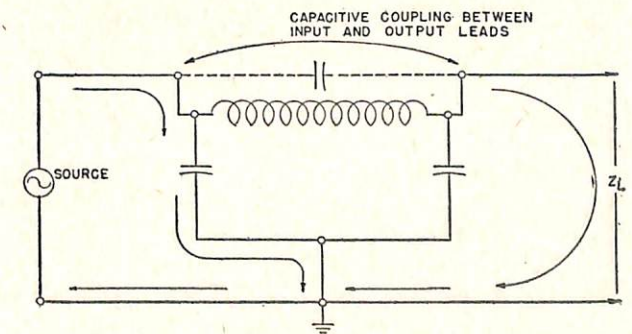 CAPACITIVE COUPLING BETWEEN
INPUT AND OUTPUT LEADS
SOURCE
ZL